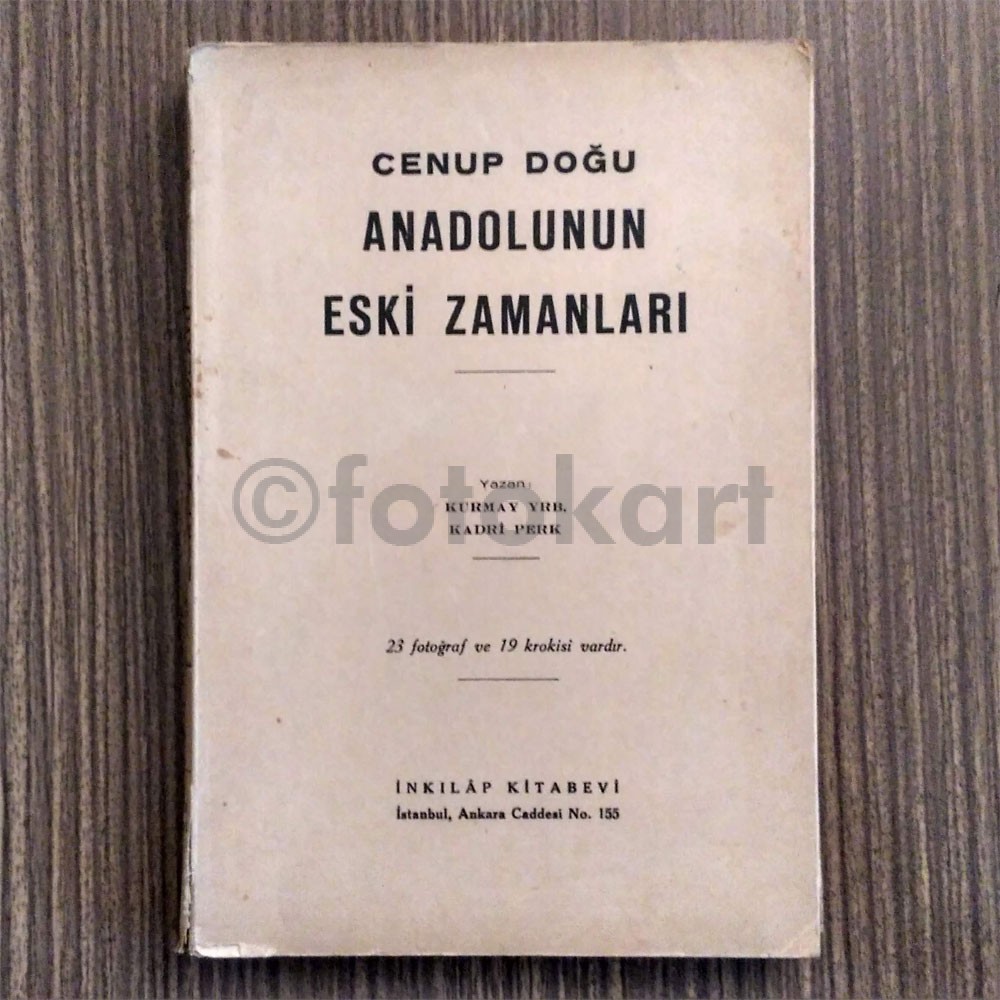 CENUP DOĞU
ANADOLUNUN
ESKİ ZAMANLARI
Yazan:
KURMAY YRB.
KADRİ PERK
©fotokart
23 fotoğraf ve 19 krokisi vardır.
İNKILÂP KİTABEVİ
İstanbul, Ankara Caddesi No. 155